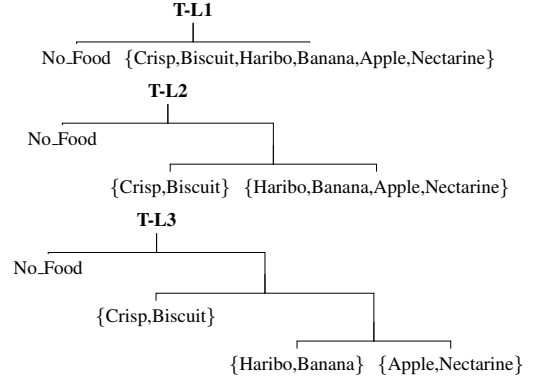 T-L1
No_Food {Crisp,Biscuit,Haribo,Banana,Apple,Nectarine}
T-L2
No_Food
{Crisp,Biscuit} {Haribo,Banana,Apple,Nectarine}
T-L3
No_Food
{Crisp,Biscuit}
{Haribo,Banana} {Apple,Nectarine}